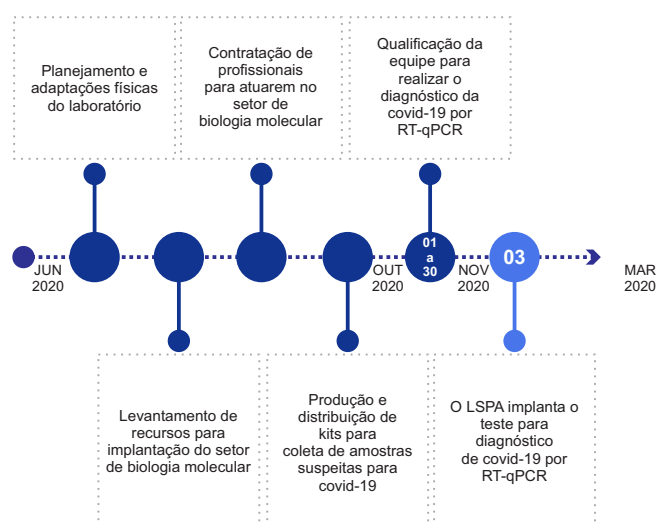 Planejamento e
adaptações físicas
do laboratório
Contratação de
profissionais
para atuarem no
setor de
biologia molecular
Qualificação da
equipe para
realizar o
diagnóstico da
covid-19 por
RT-qPCR
JUN
2020
OUT
2020
01
a
30
NOV
2020
03
MAR
2020
Levantamento de
recursos para
implantação do setor
de biologia molecular
Produção e
distribuição de
kits para
coleta de amostras
suspeitas para
covid-19
O LSPA implanta o
teste para
diagnóstico
de covid-19 por
RT-qPCR